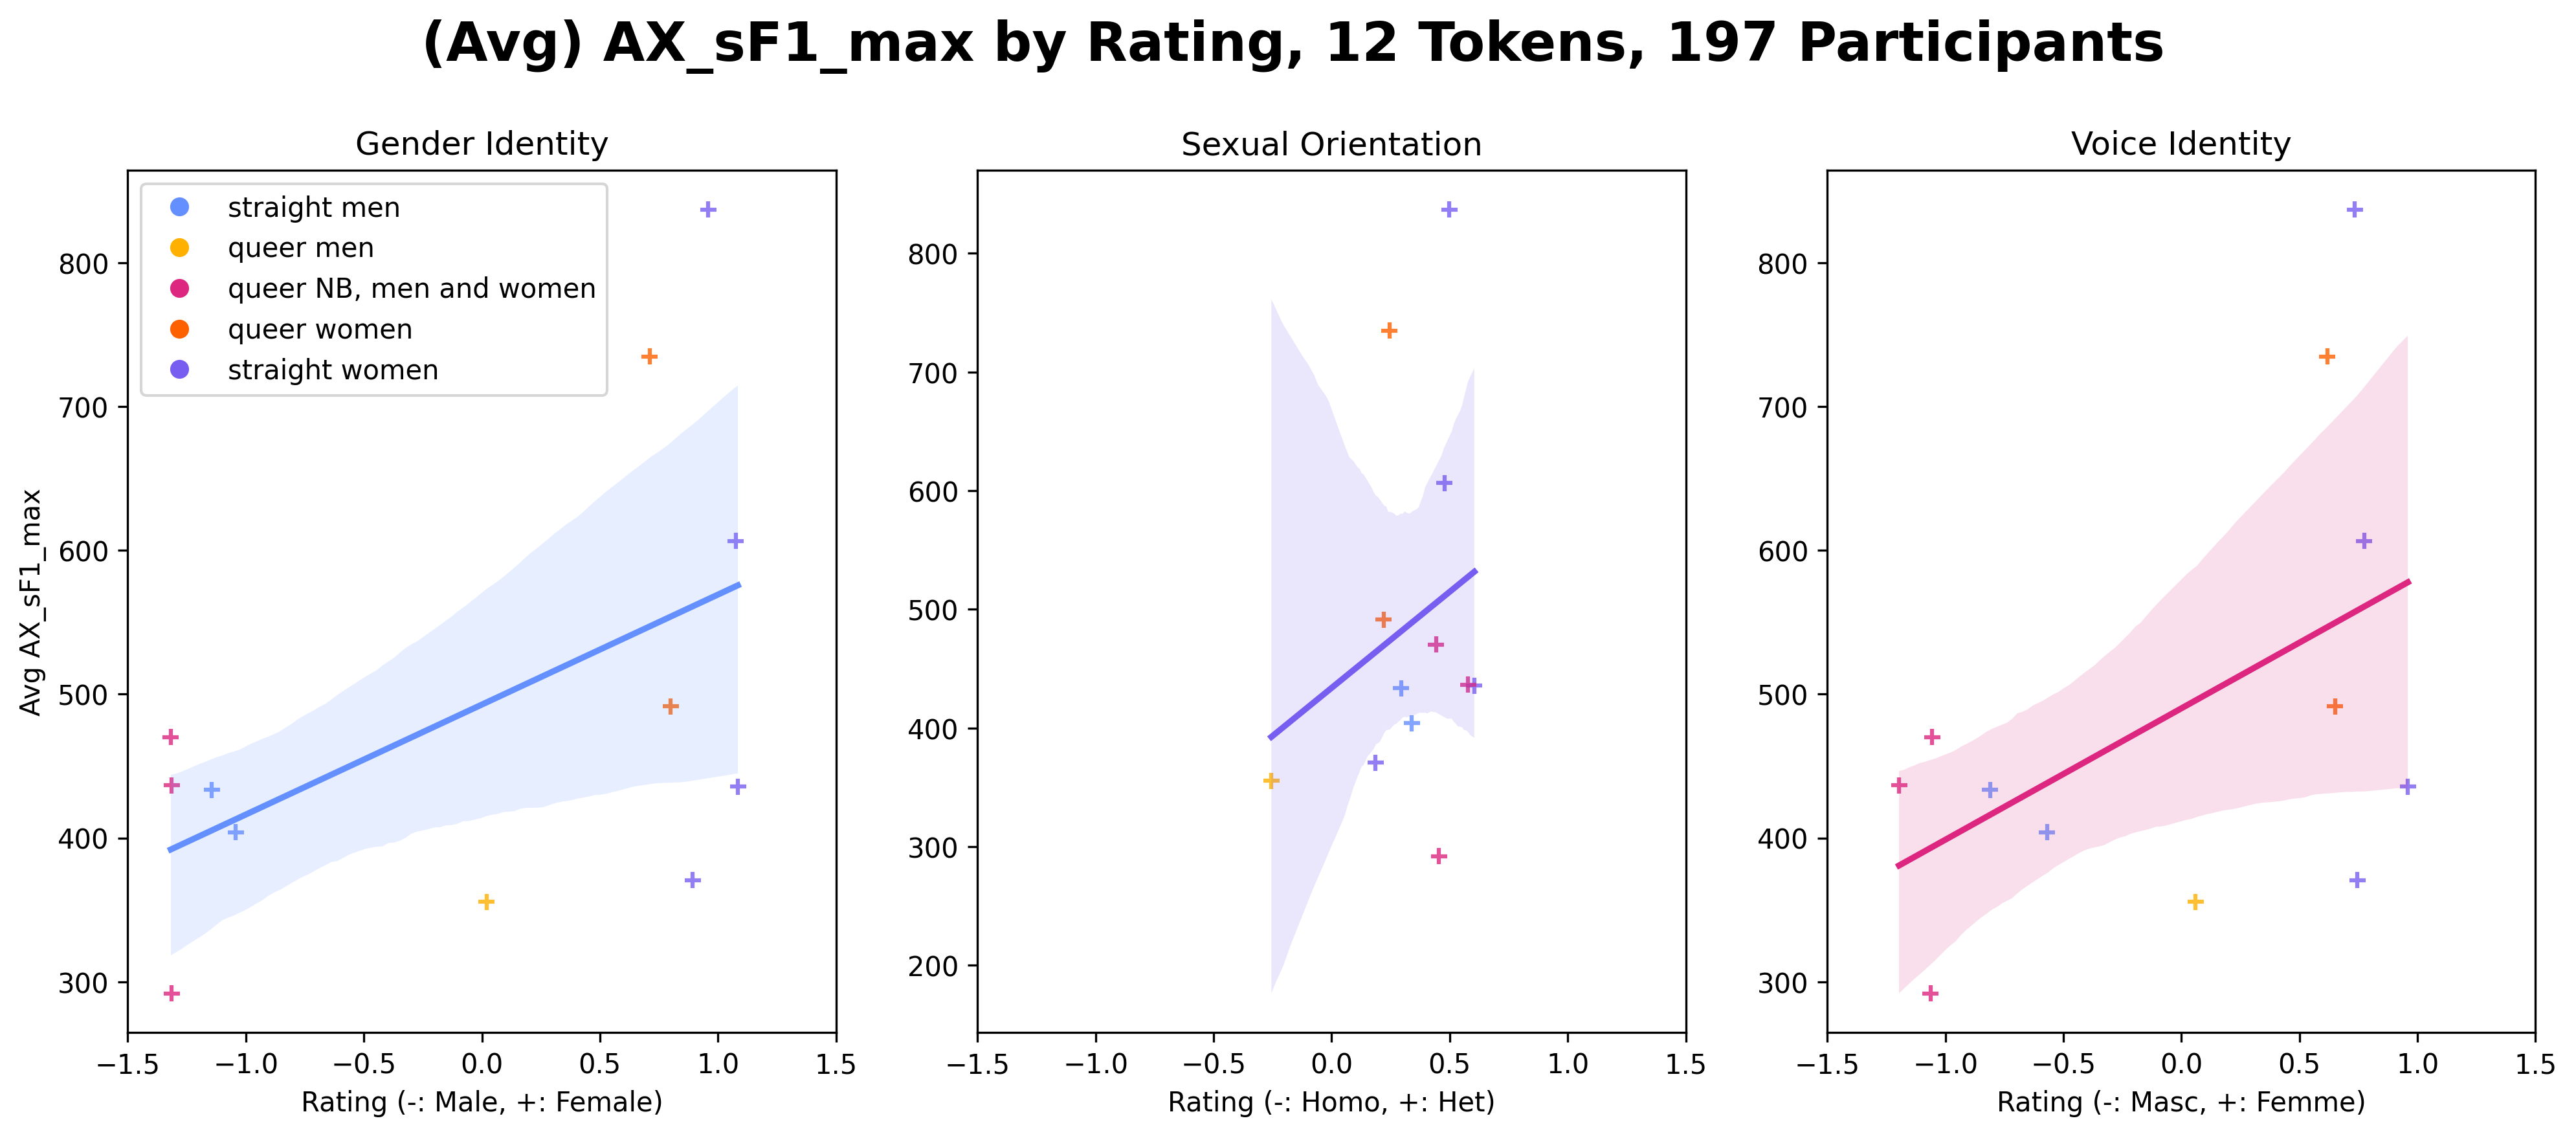 (Avg) AX_sF1_max by Rating, 12 Tokens, 197 Participants
Gender Identity
straight men
queer men
queer NB, men and women
queer women
straight women
Avg AX_sF1_max
800
700
600
500
400
300
−1.5 −1.0 −0.5 0.0 0.5 1.0 1.5
Rating (-: Male, +: Female)
Sexual Orientation
800
700
600
500
400
300
200
−1.5 −1.0 −0.5 0.0 0.5 1.0 1.5
Rating (-: Homo, +: Het)
Voice Identity
800
700
600
500
400
300
−1.5 −1.0 −0.5 0.0 0.5 1.0 1.5
Rating (-: Masc, +: Femme)